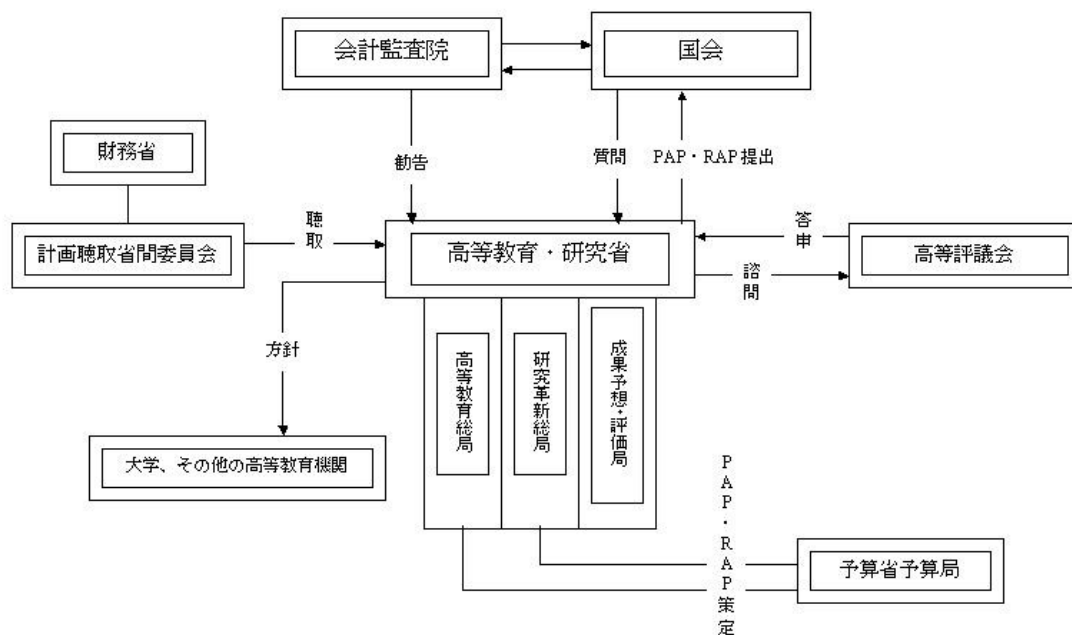 会計監査院
国会
財務省
勧告
質問
PAP・RAP提出
計画聴取省間委員会
聴取
高等教育・研究省
答申
諮問
高等評議会
方針
高等教育総局
研究革新総局
成果予想・評価局
大学、その他の高等教育機関
PAP・RAP策定
予算省予算局